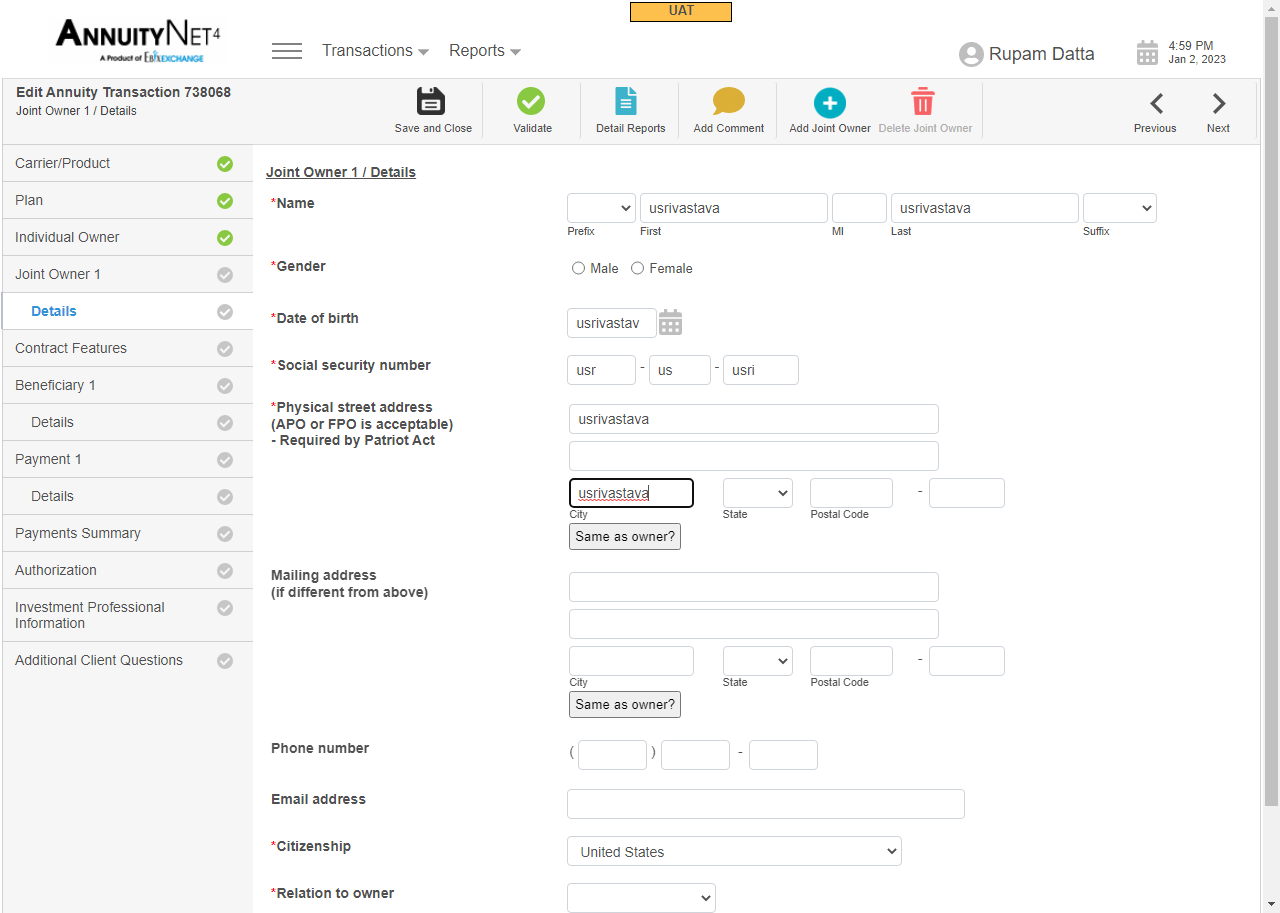 UAT
ANNUITYNET4
A Product of EBIXEXCHANGE
Transactions Reports
Rupam Datta
4:59 PM
Jan 2, 2023
Edit Annuity Transaction 738068
Joint Owner 1 / Details
Save and Close Validate Detail Reports Add Comment Add Joint Owner Delete Joint Owner Previous Next
Carrier/Product
Plan
Individual Owner
Joint Owner 1
Details
Contract Features
Beneficiary 1
Details
Payment 1
Details
Payments Summary
Authorization
Investment Professional
Information
Additional Client Questions
Joint Owner 1 / Details
*Name usrivastava usrivastava
Prefix First MI Last Suffix
*Gender Male Female
*Date of birth usrivastav
*Social security number usr - us - usri
*Physical street address
(APO or FPO is acceptable)
- Required by Patriot Act
usrivastava
usrivastava -
City State Postal Code
Same as owner?
Mailing address
(if different from above)
-
City State Postal Code
Same as owner?
Phone number ( ) -
Email address
*Citizenship United States
*Relation to owner